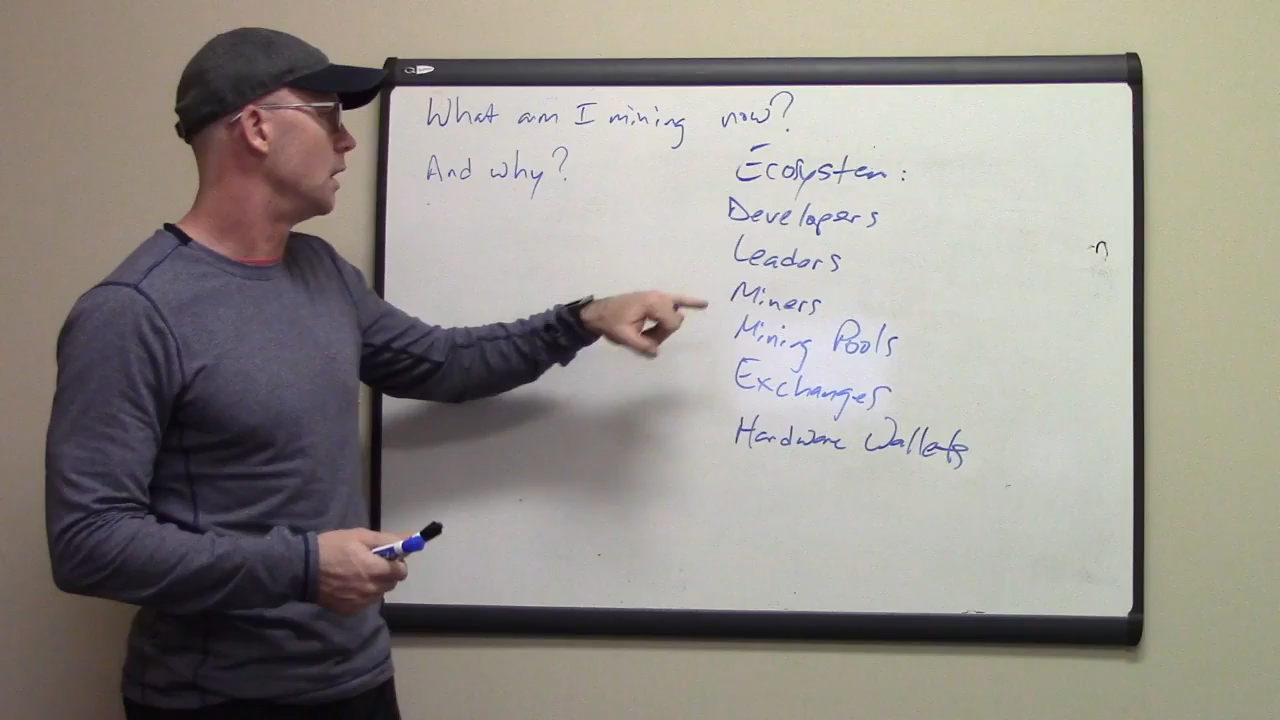 What am I mining now?
And why?
Ecosystem:
Developers
Leaders
Miners
Mining Pools
Exchanges
Hardware Wallets